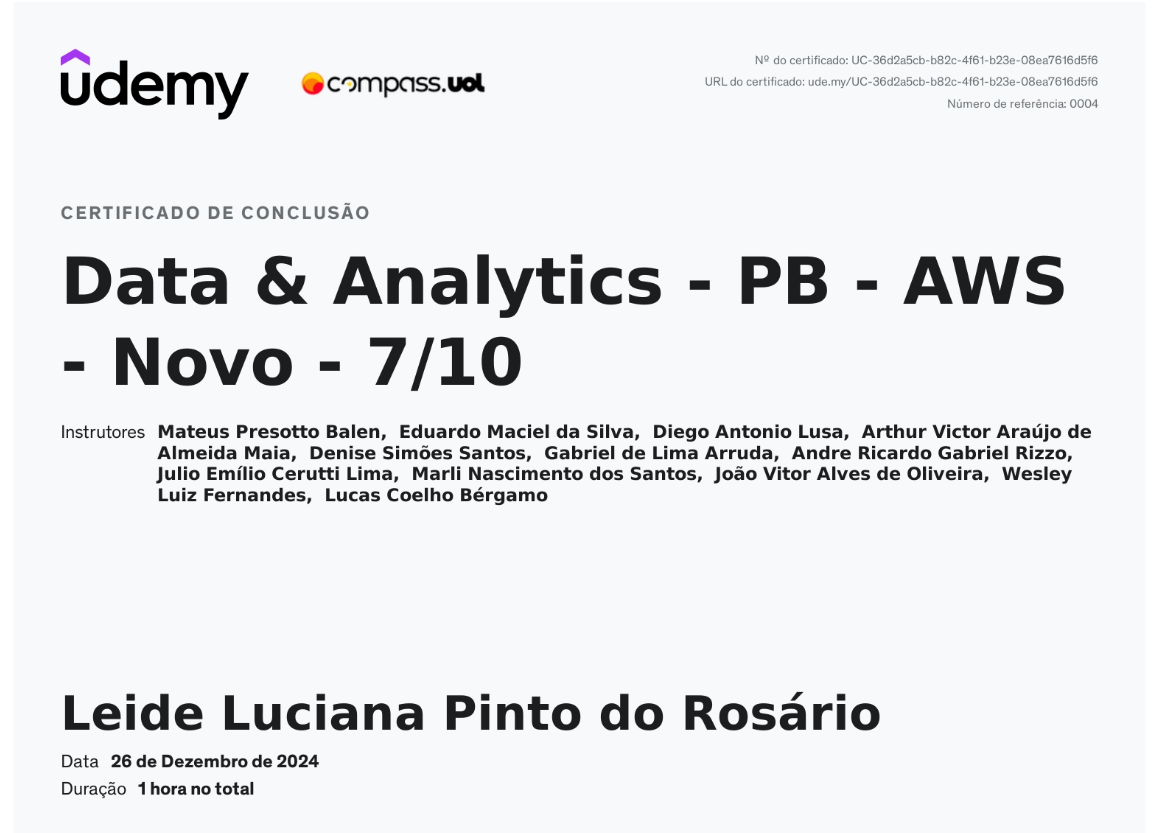 udemy
compass.uol
Nº do certificado: UC-36d2a5cb-b82c-4f61-b23e-08ea7616d5f6
URL do certificado: ude.my/UC-36d2a5cb-b82c-4f61-b23e-08ea7616d5f6
Número de referência: 0004
CERTIFICADO DE CONCLUSÃO
Data & Analytics - PB - AWS
- Novo - 7/10
Instrutores Mateus Presotto Balen, Eduardo Maciel da Silva, Diego Antonio Lusa, Arthur Victor Araújo de
Almeida Maia, Denise Simões Santos, Gabriel de Lima Arruda, Andre Ricardo Gabriel Rizzo,
Julio Emílio Cerutti Lima, Marli Nascimento dos Santos, João Vitor Alves de Oliveira, Wesley
Luiz Fernandes, Lucas Coelho Bérgamo
Leide Luciana Pinto do Rosário
Data 26 de Dezembro de 2024
Duração 1 hora no total